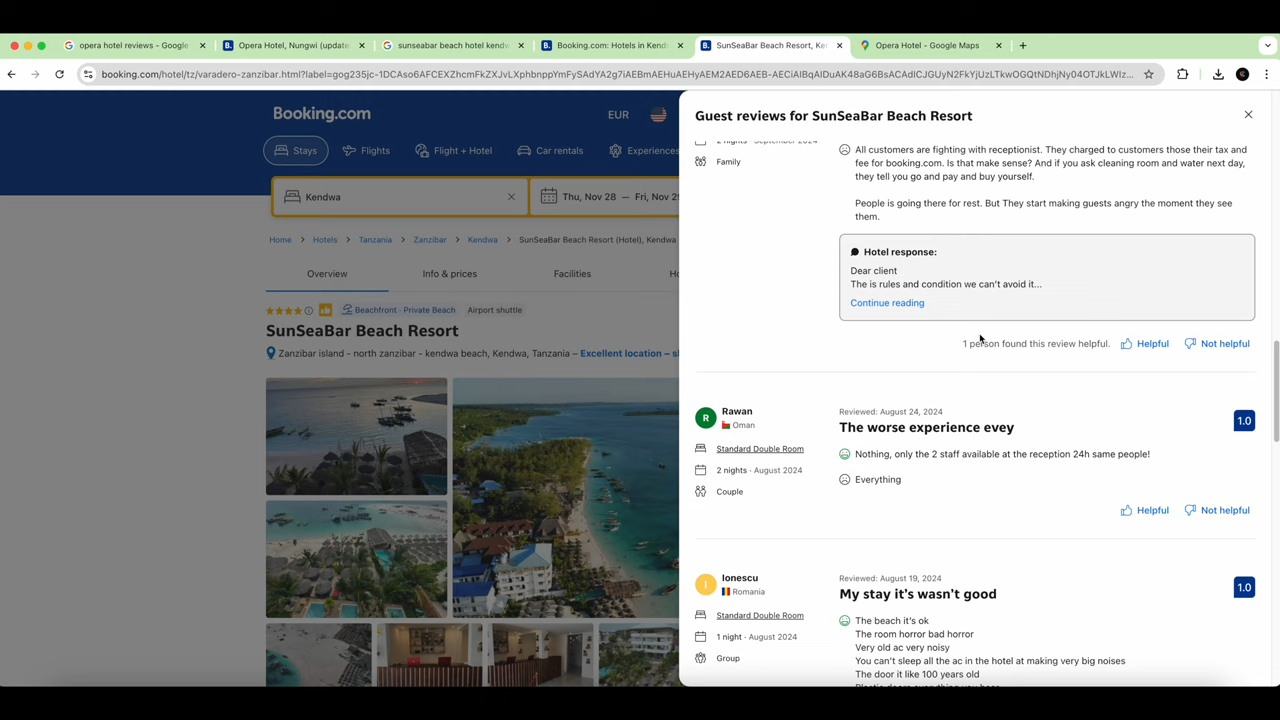 opera hotel reviews - Google
Opera Hotel, Nungwi (update
sunseabar beach hotel kendw
Booking.com: Hotels in Kend
SunSeaBar Beach Resort, Ke
Opera Hotel - Google Maps
Booking.com
EUR
Stays
Flights
Flight + Hotel
Car rentals
Experiences
Kendwa
Thu, Nov 28 — Fri, Nov 29
Home > Hotels > Tanzania > Zanzibar > Kendwa > SunSeaBar Beach Resort (Hotel), Kendwa
Overview
Info & prices
Facilities
Ho
Beachfront · Private Beach
Airport shuttle
SunSeaBar Beach Resort
Zanzibar island - north zanzibar - kendwa beach, Kendwa, Tanzania – Excellent location – s
Guest reviews for SunSeaBar Beach Resort
2 nights · September 2024
Family
All customers are fighting with receptionist. They charged to customers those their tax and
fee for booking.com. Is that make sense? And if you ask cleaning room and water next day,
they tell you go and pay and buy yourself.
People is going there for rest. But They start making guests angry the moment they see
them.
Hotel response:
Dear client
The is rules and condition we can't avoid it...
Continue reading
1 person found this review helpful.
Helpful
Not helpful
R
Rawan
Oman
Standard Double Room
2 nights · August 2024
Couple
Reviewed: August 24, 2024
The worse experience evey
1.0
Nothing, only the 2 staff available at the reception 24h same people!
Everything
Helpful
Not helpful
I
Ionescu
Romania
Standard Double Room
1 night · August 2024
Group
Reviewed: August 19, 2024
My stay it's wasn't good
1.0
The beach it's ok
The room horror bad horror
Very old ac very noisy
You can't sleep all the ac in the hotel at making very big noises
The door it like 100 years old